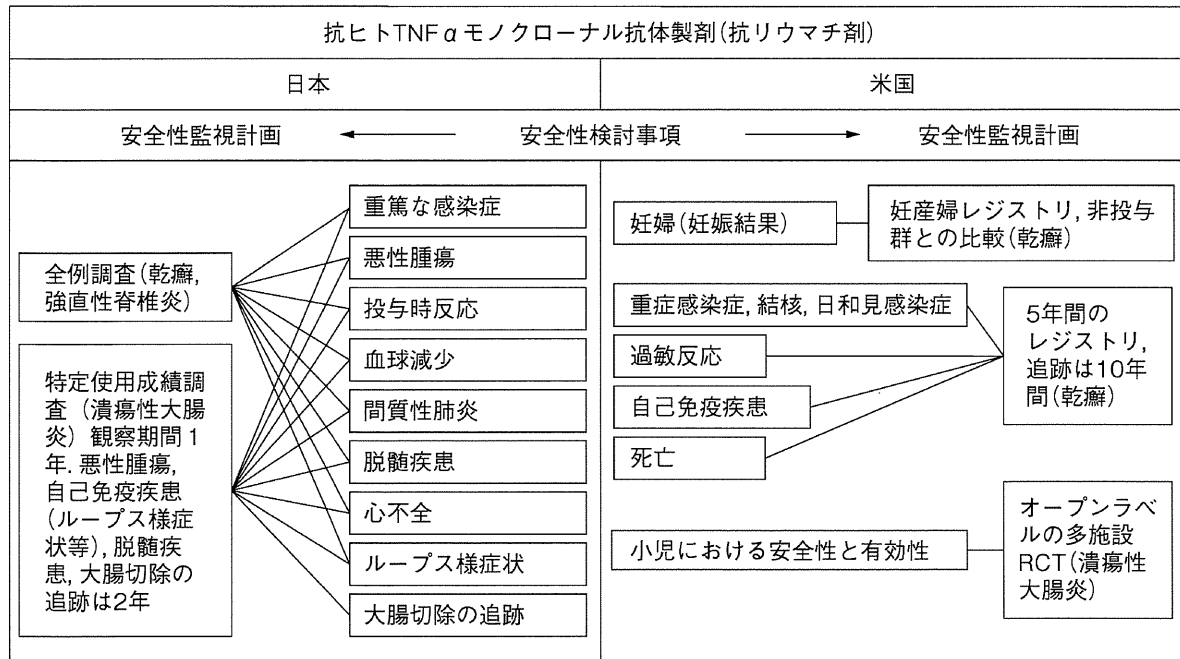 抗ヒトTNFαモノクローナル抗体製剤(抗リウマチ剤)
日本
米国
安全性監視計画
安全性検討事項
安全性監視計画
全例調査(乾癬,
強直性脊椎炎)
特定使用成績調
査(潰瘍性大腸
炎)観察期間1
年.悪性腫瘍,
自己免疫疾患
(ループス様症
状等),脱髄疾
患,大腸切除の
追跡は2年
重篤な感染症
悪性腫瘍
投与時反応
血球減少
間質性肺炎
脱髄疾患
心不全
ループス様症状
大腸切除の追跡
妊婦(妊娠結果)
重症感染症,結核,日和見感染症
過敏反応
自己免疫疾患
死亡
小児における安全性と有効性
妊産婦レジストリ,非投与
群との比較(乾癬)
5年間の
レジストリ,
追跡は10年
間(乾癬)
オープンラベ
ルの多施設
RCT(潰瘍性
大腸炎)